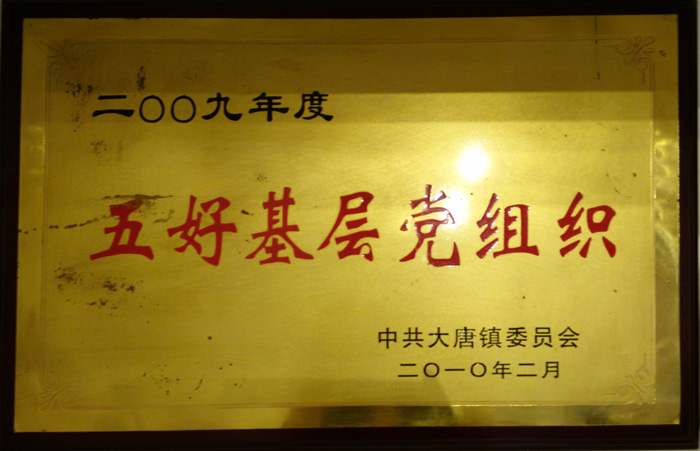 二〇〇九年度
五好基层党组织
中共大唐镇委员会
二〇一〇年二月